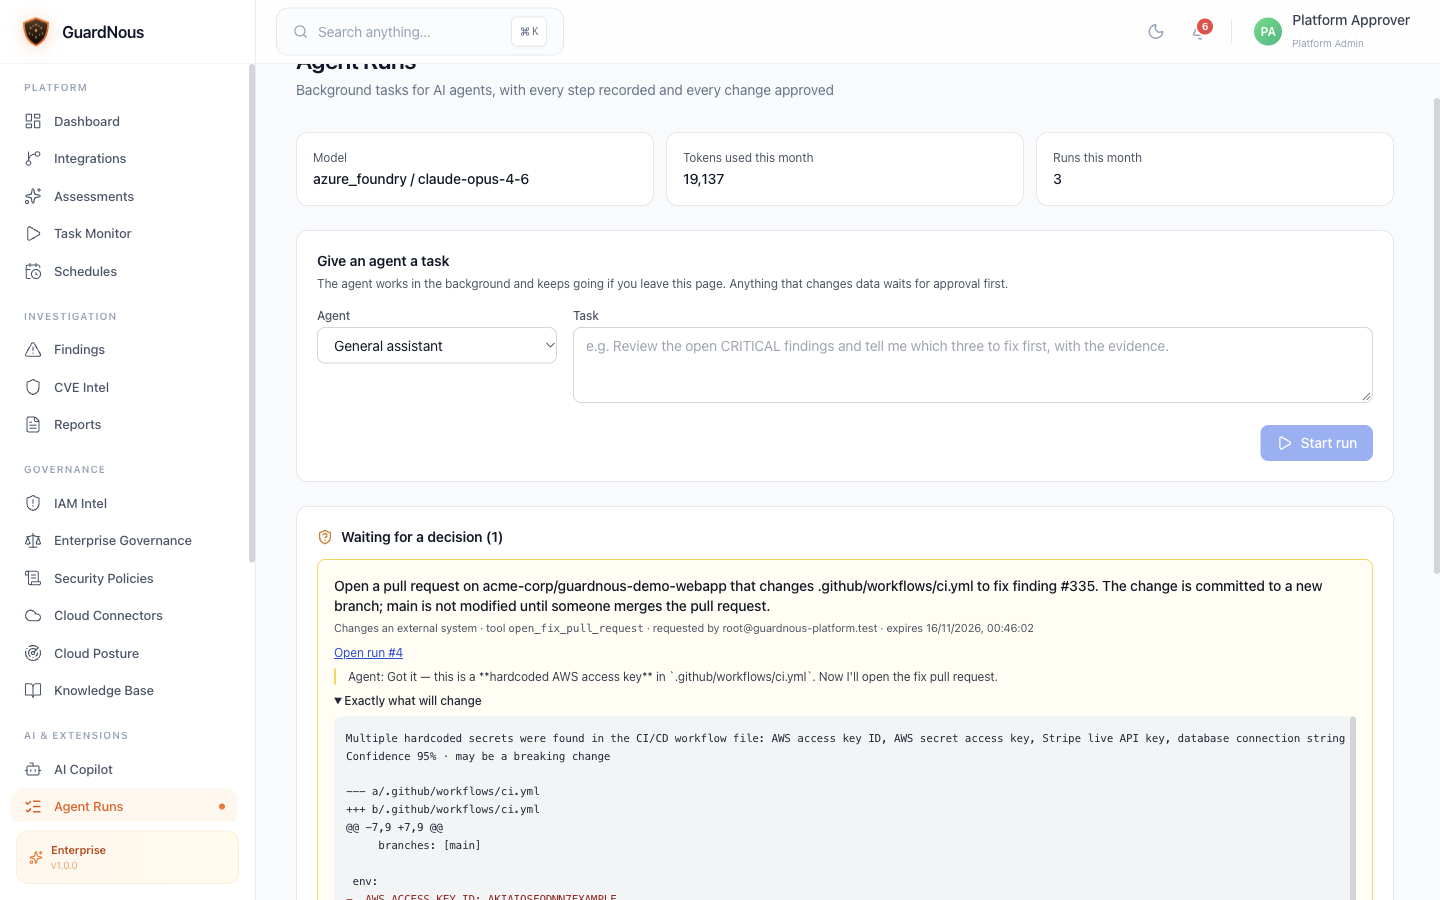 GuardNous
Search anything...
⌘ K
6
PA
Platform Approver
Platform Admin
PLATFORM
Dashboard
Integrations
Assessments
Task Monitor
Schedules
INVESTIGATION
Findings
CVE Intel
Reports
GOVERNANCE
IAM Intel
Enterprise Governance
Security Policies
Cloud Connectors
Cloud Posture
Knowledge Base
AI & EXTENSIONS
AI Copilot
Agent Runs
Enterprise
v1.0.0
Agent Runs
Background tasks for AI agents, with every step recorded and every change approved
Model
azure_foundry / claude-opus-4-6
Tokens used this month
19,137
Runs this month
3
Give an agent a task
The agent works in the background and keeps going if you leave this page. Anything that changes data waits for approval first.
Agent
General assistant
Task
e.g. Review the open CRITICAL findings and tell me which three to fix first, with the evidence.
Start run
Waiting for a decision (1)
Open a pull request on acme-corp/guardnous-demo-webapp that changes .github/workflows/ci.yml to fix finding #335. The change is committed to a new
branch; main is not modified until someone merges the pull request.
Changes an external system · tool open_fix_pull_request · requested by root@guardnous-platform.test · expires 16/11/2026, 00:46:02
Open run #4
Agent: Got it — this is a **hardcoded AWS access key** in `.github/workflows/ci.yml`. Now I'll open the fix pull request.
▼ Exactly what will change
Multiple hardcoded secrets were found in the CI/CD workflow file: AWS access key ID, AWS secret access key, Stripe live API key, database connection string
Confidence 95% · may be a breaking change
--- a/.github/workflows/ci.yml
+++ b/.github/workflows/ci.yml
@@ -7,9 +7,9 @@
branches: [main]
env:
- AWS_ACCESS_KEY_ID: AKIAIOSFODNN7EXAMPLE